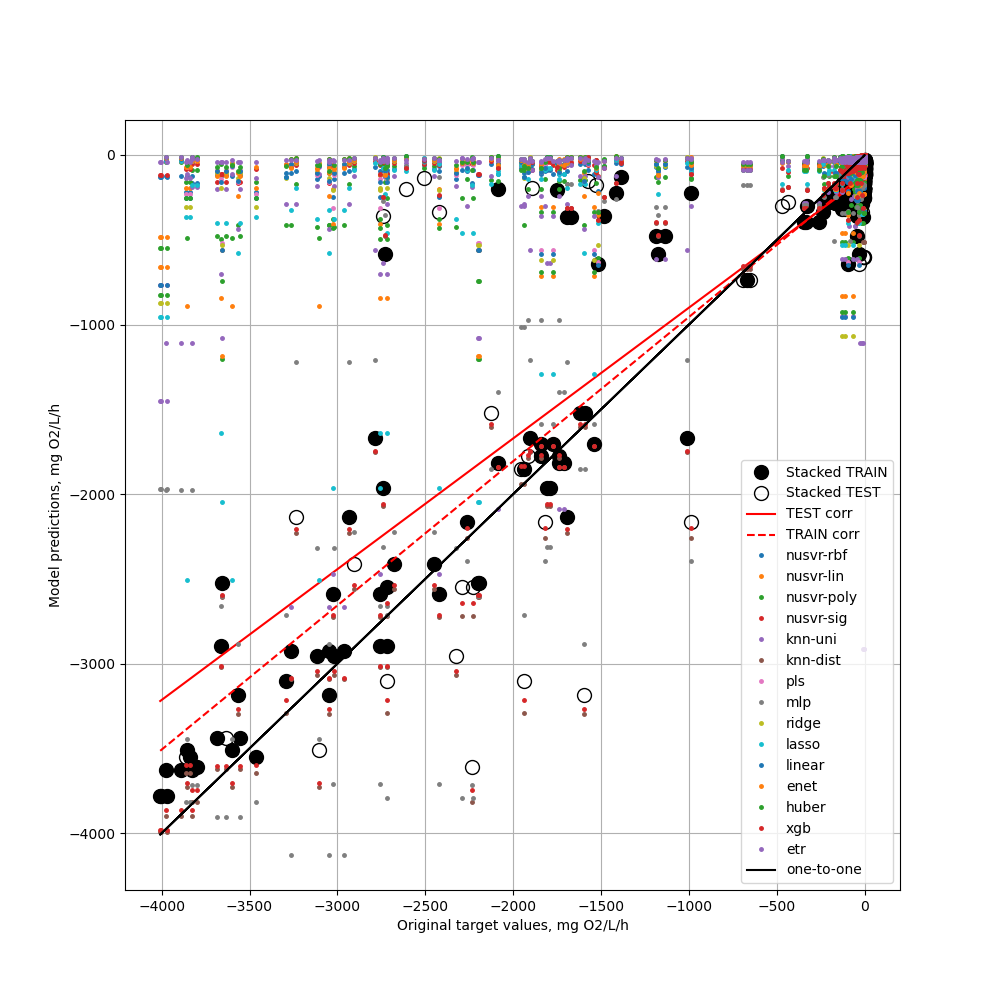 0
−1000
−2000
−3000
−4000
Model predictions, mg O2/L/h
−4000 −3500 −3000 −2500 −2000 −1500 −1000 −500 0
Original target values, mg O2/L/h
Stacked TRAIN
Stacked TEST
TEST corr
TRAIN corr
nusvr-rbf
nusvr-lin
nusvr-poly
nusvr-sig
knn-uni
knn-dist
pls
mlp
ridge
lasso
linear
enet
huber
xgb
etr
one-to-one